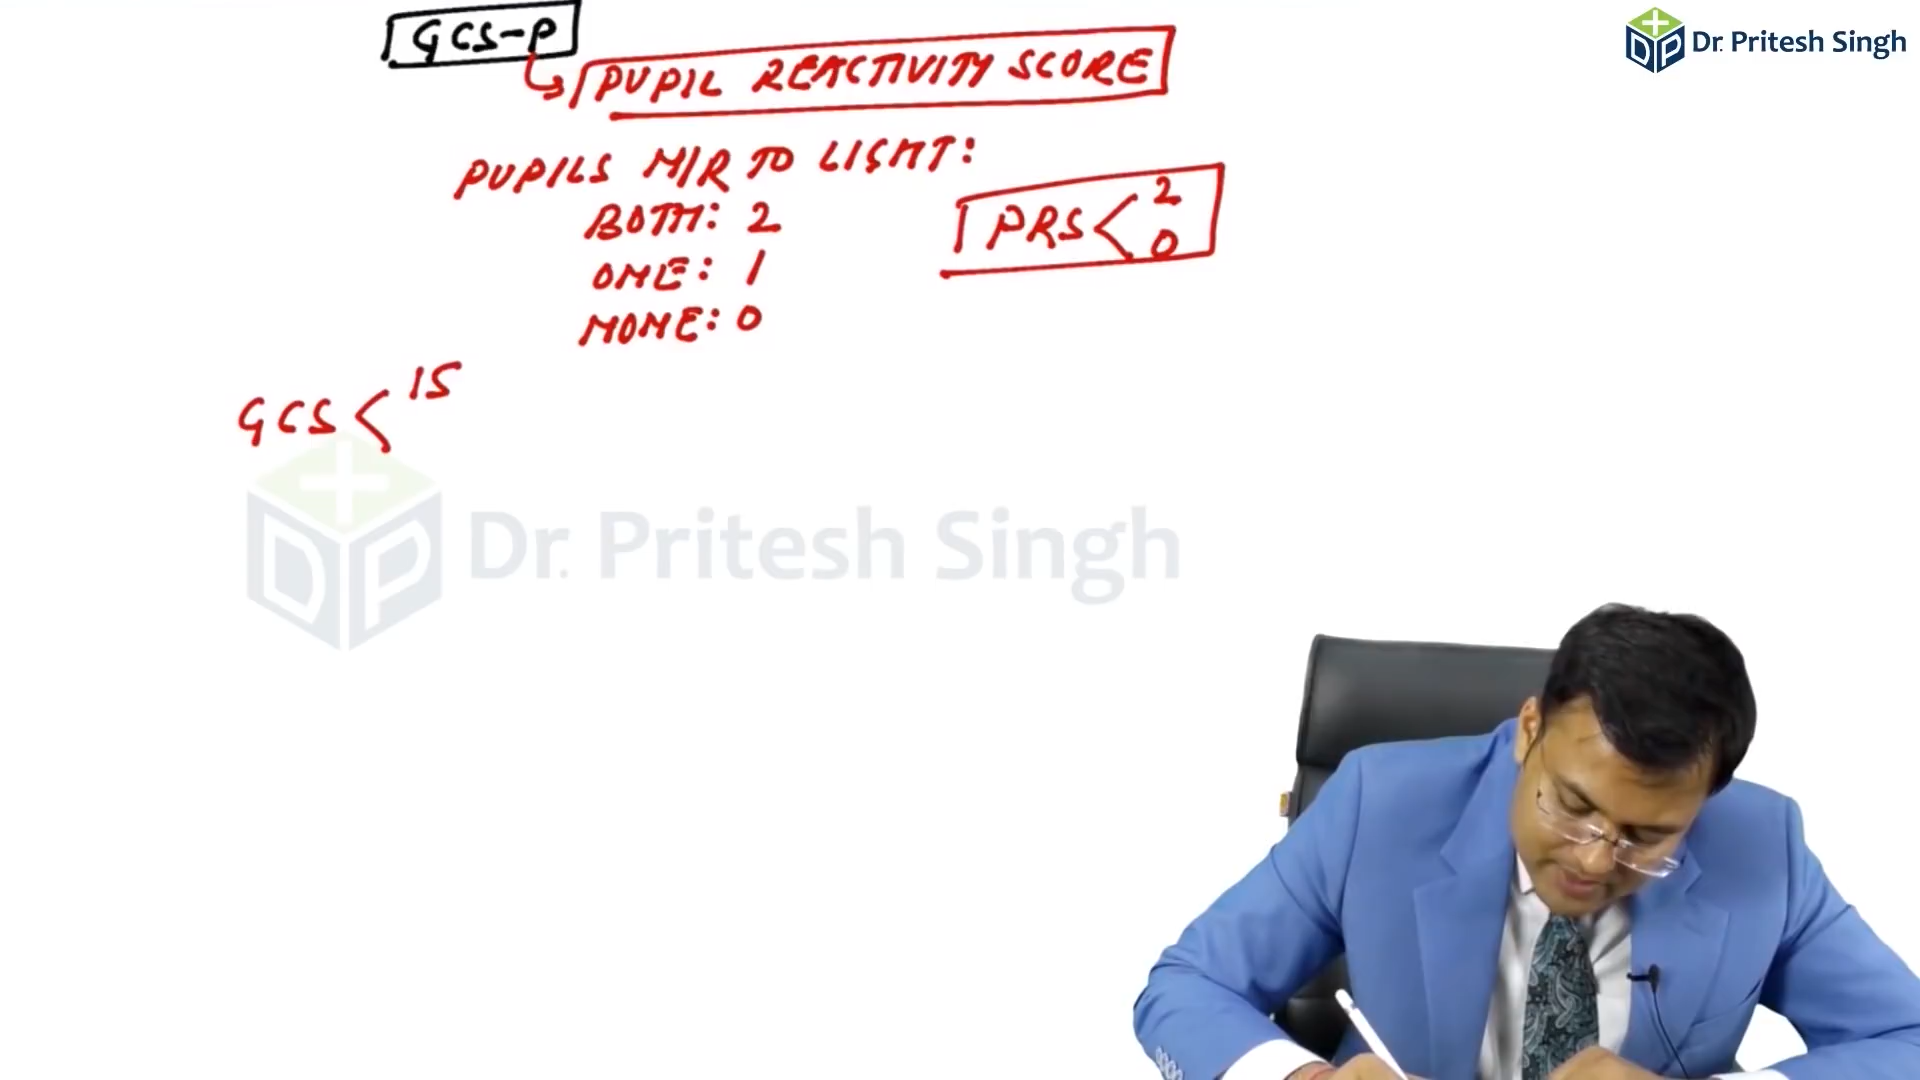 GCS-P
Dr. Pritesh Singh
PUPIL REACTIVITY SCORE
PUPILS N/R TO LIGHT:
BOTH: 2
PRS < 2 0
ONE: 1
NONE: 0
GCS < 15
DP Dr. Pritesh Singh